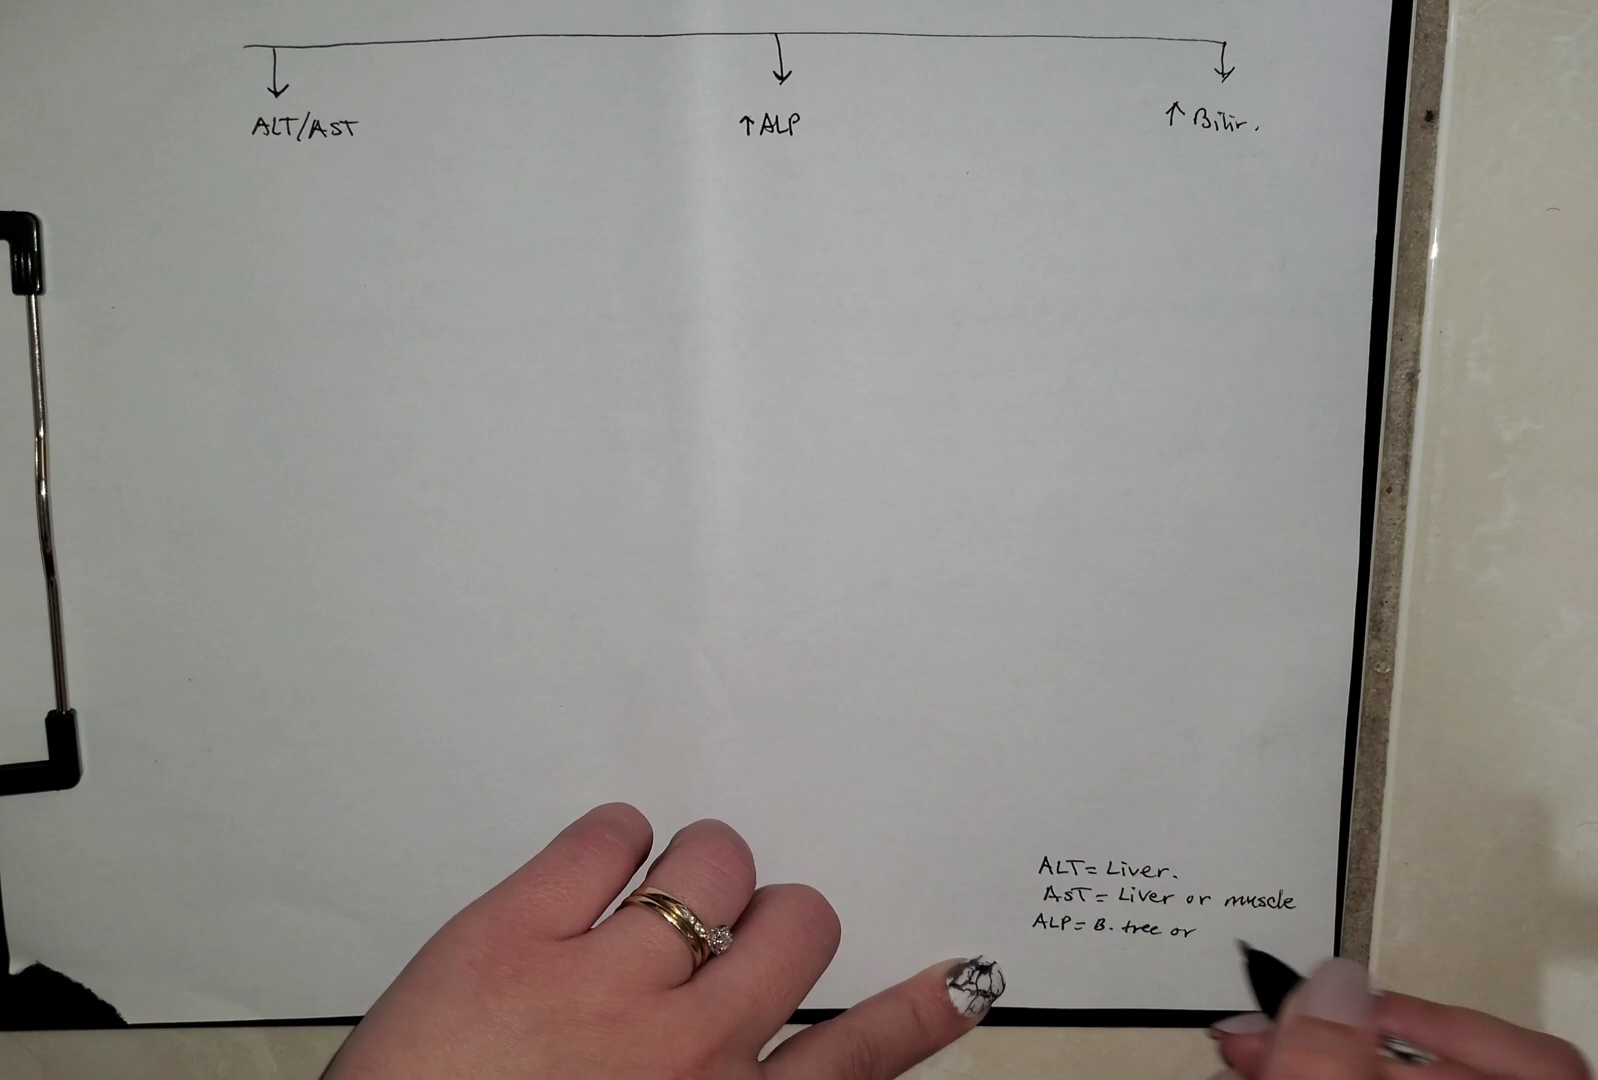 ALT/AST
↑ALP
↑Bilir.
ALT= Liver.
AST= Liver or muscle
ALP= B. tree or